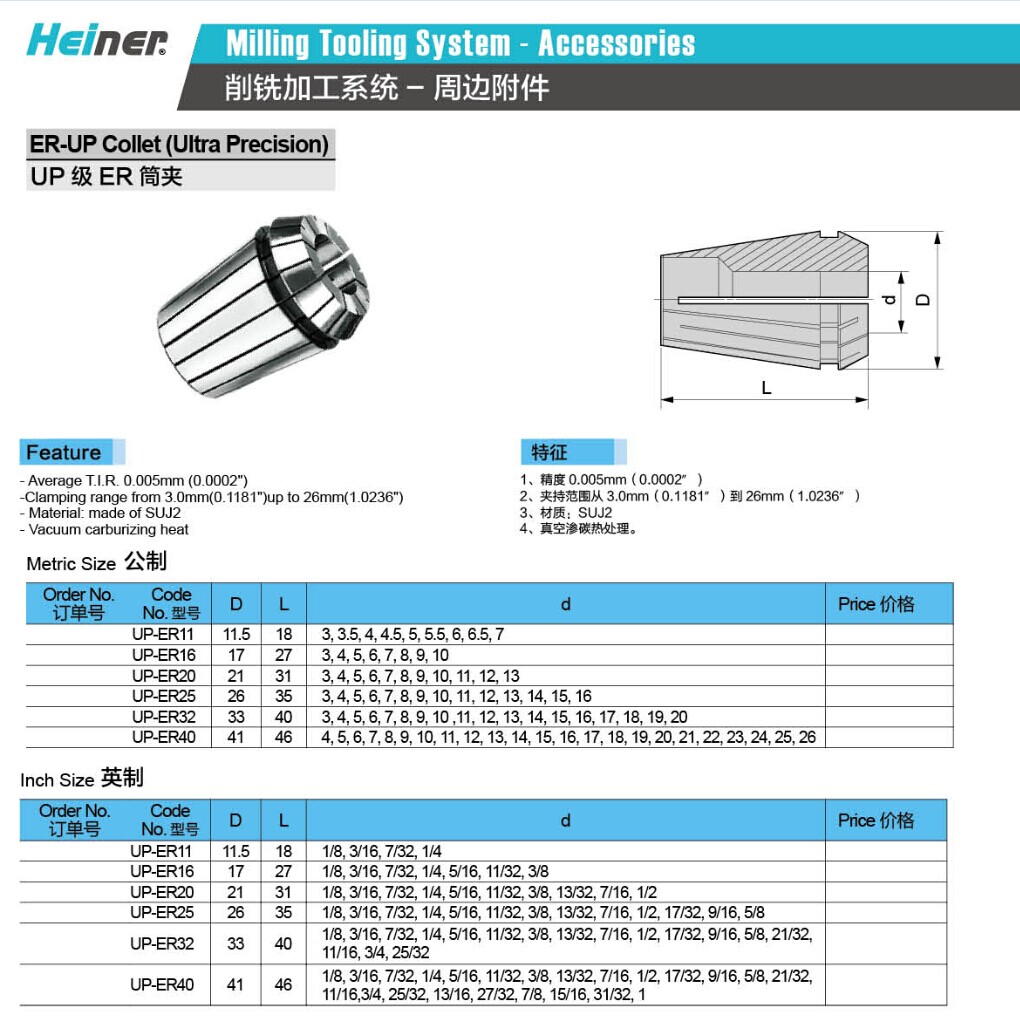 Heiner®
Milling Tooling System - Accessories
削铣加工系统 – 周边附件
ER-UP Collet (Ultra Precision)
UP 级 ER 筒夹
d
D
L
Feature
- Average T.I.R. 0.005mm (0.0002")
-Clamping range from 3.0mm(0.1181")up to 26mm(1.0236")
- Material: made of SUJ2
- Vacuum carburizing heat
特征
1、精度 0.005mm（0.0002″ ）
2、夹持范围从 3.0mm（0.1181″ ）到 26mm（1.0236″ ）
3、材质：SUJ2
4、真空渗碳热处理。
Metric Size 公制
Order No. 订单号 Code No. 型号 D L d Price 价格
UP-ER11 11.5 18 3, 3.5, 4, 4.5, 5, 5.5, 6, 6.5, 7
UP-ER16 17 27 3, 4, 5, 6, 7, 8, 9, 10
UP-ER20 21 31 3, 4, 5, 6, 7, 8, 9, 10, 11, 12, 13
UP-ER25 26 35 3, 4, 5, 6, 7, 8, 9, 10, 11, 12, 13, 14, 15, 16
UP-ER32 33 40 3, 4, 5, 6, 7, 8, 9, 10 ,11, 12, 13, 14, 15, 16, 17, 18, 19, 20
UP-ER40 41 46 4, 5, 6, 7, 8, 9, 10, 11, 12, 13, 14, 15, 16, 17, 18, 19, 20, 21, 22, 23, 24, 25, 26
Inch Size 英制
Order No. 订单号 Code No. 型号 D L d Price 价格
UP-ER11 11.5 18 1/8, 3/16, 7/32, 1/4
UP-ER16 17 27 1/8, 3/16, 7/32, 1/4, 5/16, 11/32, 3/8
UP-ER20 21 31 1/8, 3/16, 7/32, 1/4, 5/16, 11/32, 3/8, 13/32, 7/16, 1/2
UP-ER25 26 35 1/8, 3/16, 7/32, 1/4, 5/16, 11/32, 3/8, 13/32, 7/16, 1/2, 17/32, 9/16, 5/8
UP-ER32 33 40 1/8, 3/16, 7/32, 1/4, 5/16, 11/32, 3/8, 13/32, 7/16, 1/2, 17/32, 9/16, 5/8, 21/32,
11/16, 3/4, 25/32
UP-ER40 41 46 1/8, 3/16, 7/32, 1/4, 5/16, 11/32, 3/8, 13/32, 7/16, 1/2, 17/32, 9/16, 5/8, 21/32,
11/16,3/4, 25/32, 13/16, 27/32, 7/8, 15/16, 31/32, 1